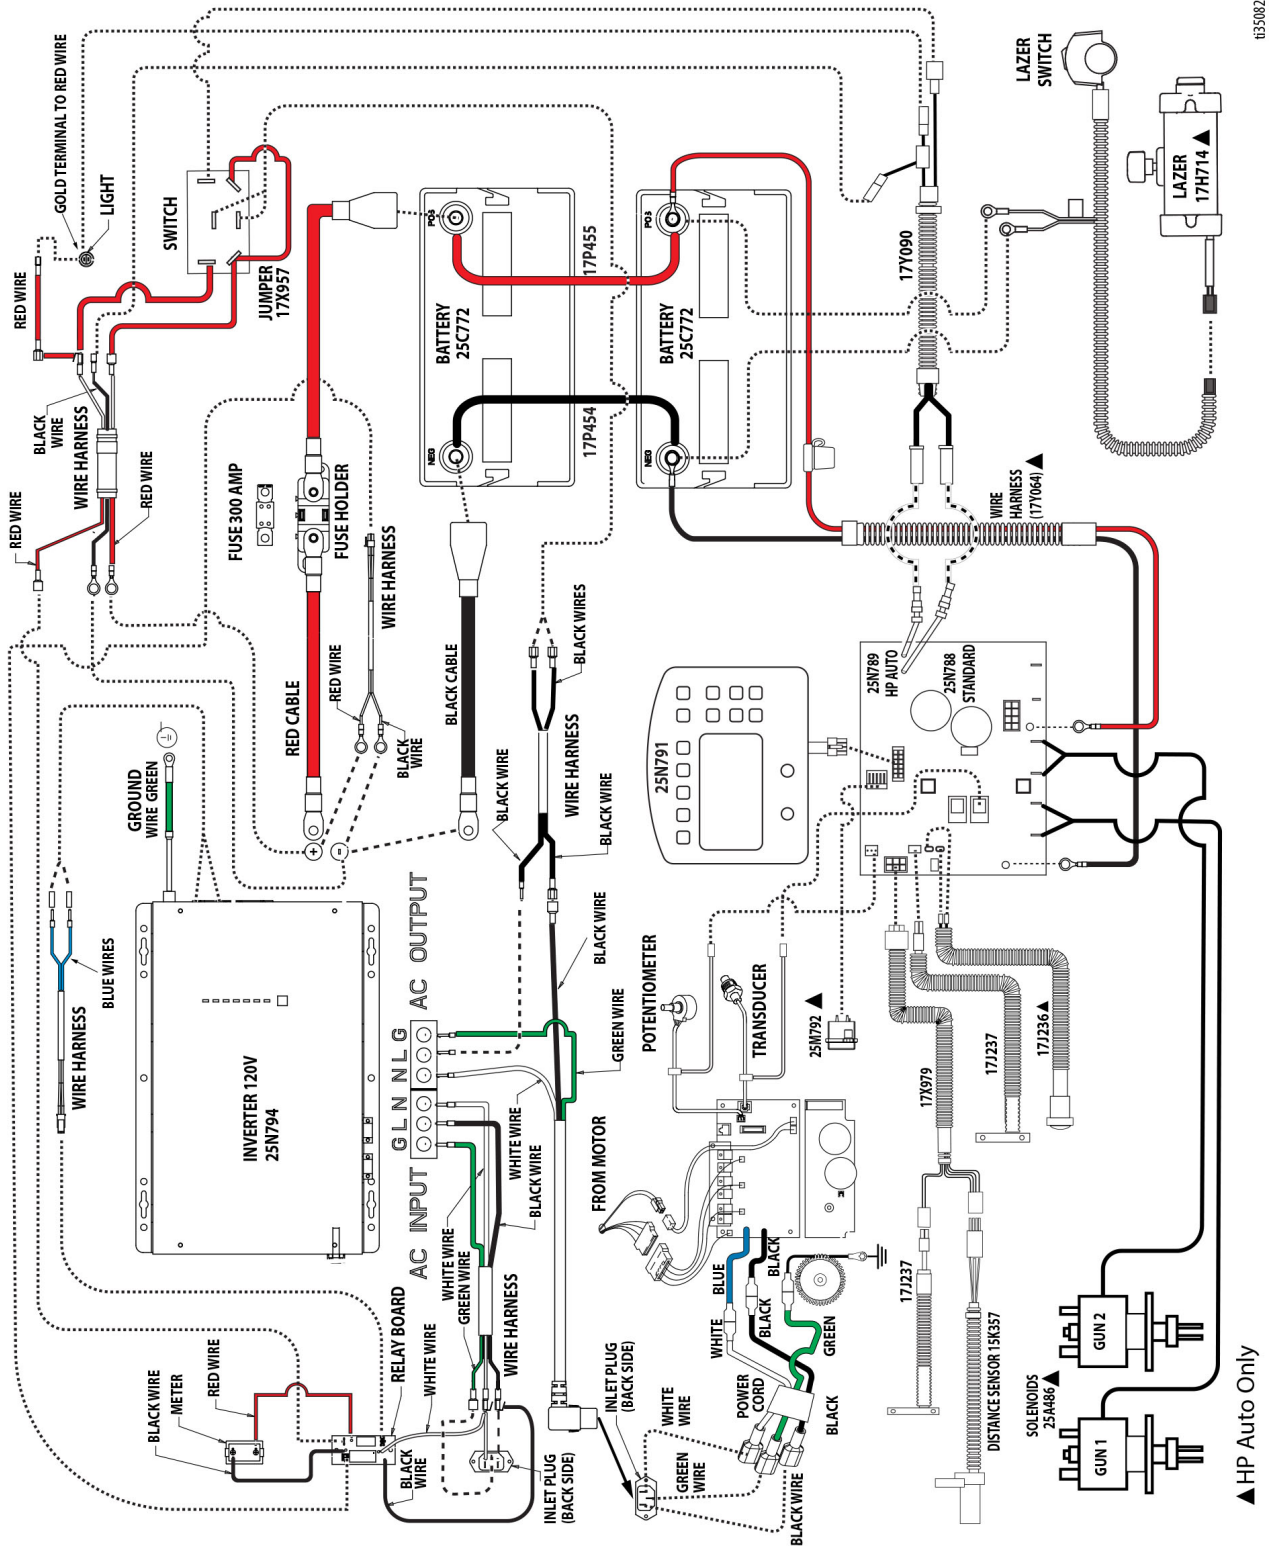 ti35082
RED WIRE
GOLD TERMINAL TO RED WIRE
LIGHT
SWITCH
JUMPER
17X957
BLACK
WIRE
WIRE HARNESS
RED WIRE
RED WIRE
FUSE 300 AMP
FUSE HOLDER
RED CABLE
WIRE HARNESS
RED WIRE
BLACK
WIRE
BATTERY
25C772
POS
NEG
17P455
17P454
BATTERY
25C772
POS
NEG
BLACK CABLE
BLACK WIRES
WIRE HARNESS
BLACK WIRE
BLACK WIRE
BLACK WIRE
LAZER
SWITCH
LAZER
17H714▲
17Y090
WIRE
HARNESS
(17Y064)▲
GROUND
WIRE GREEN
+
-
BLUE WIRES
WIRE HARNESS
INVERTER 120V
25N794
AC OUTPUT
G L N N L G
AC INPUT
GREEN WIRE
WHITE WIRE
BLACK WIRE
WHITE WIRE
GREEN WIRE
WIRE HARNESS
BLACK WIRE
METER
RED WIRE
RELAY BOARD
WHITE WIRE
BLACK
WIRE
INLET PLUG
(BACK SIDE)
25N791
25N789
HP AUTO
25N788
STANDARD
POTENTIOMETER
TRANSDUCER
25M792▲
FROM MOTOR
BLUE
BLACK
WHITE
BLACK
GREEN
POWER
CORD
BLACK
INLET PLUG
(BACK SIDE)
WHITE
WIRE
GREEN
WIRE
BLACK WIRE
17X979
17J237
17J236▲
17J237
DISTANCE SENSOR 15K357
SOLENOIDS
25A486▲
GUN 2
GUN 1
▲HP Auto Only